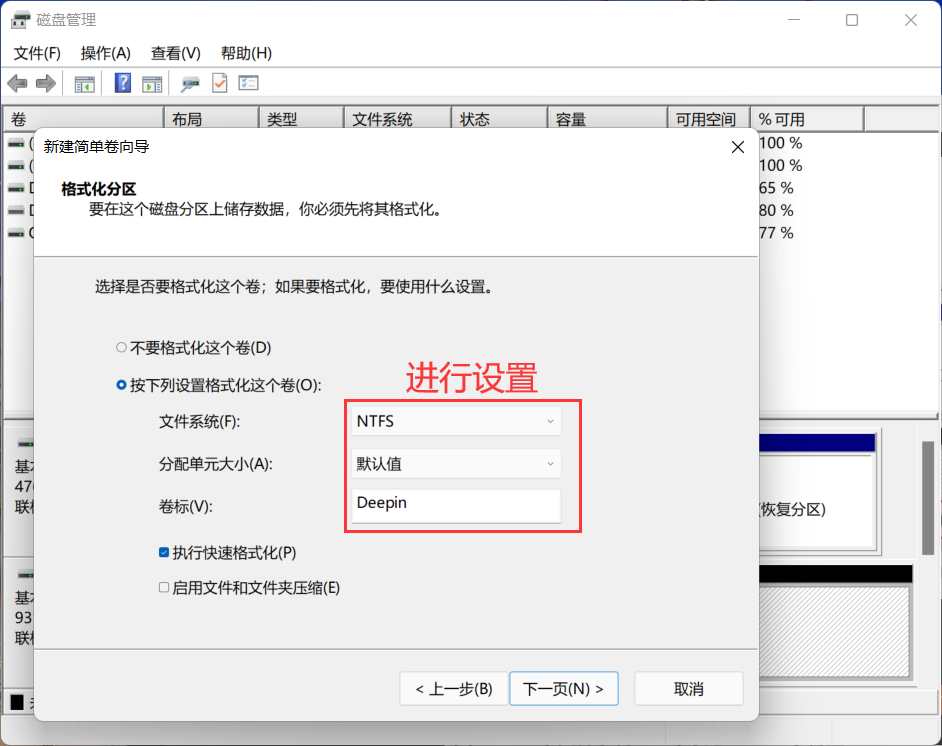 磁盘管理
文件(F) 操作(A) 查看(V) 帮助(H)
卷 布局 类型 文件系统 状态 容量 可用空间 % 可用
100 %
100 %
65 %
80 %
77 %
新建简单卷向导
格式化分区
要在这个磁盘分区上储存数据，你必须先将其格式化。
选择是否要格式化这个卷；如果要格式化，要使用什么设置。
不要格式化这个卷(D)
按下列设置格式化这个卷(O):
进行设置
文件系统(F): NTFS
分配单元大小(A): 默认值
卷标(V): Deepin
执行快速格式化(P)
启用文件和文件夹压缩(E)
< 上一步(B) 下一页(N) > 取消
基
47
联
恢复分区)
基
93
联